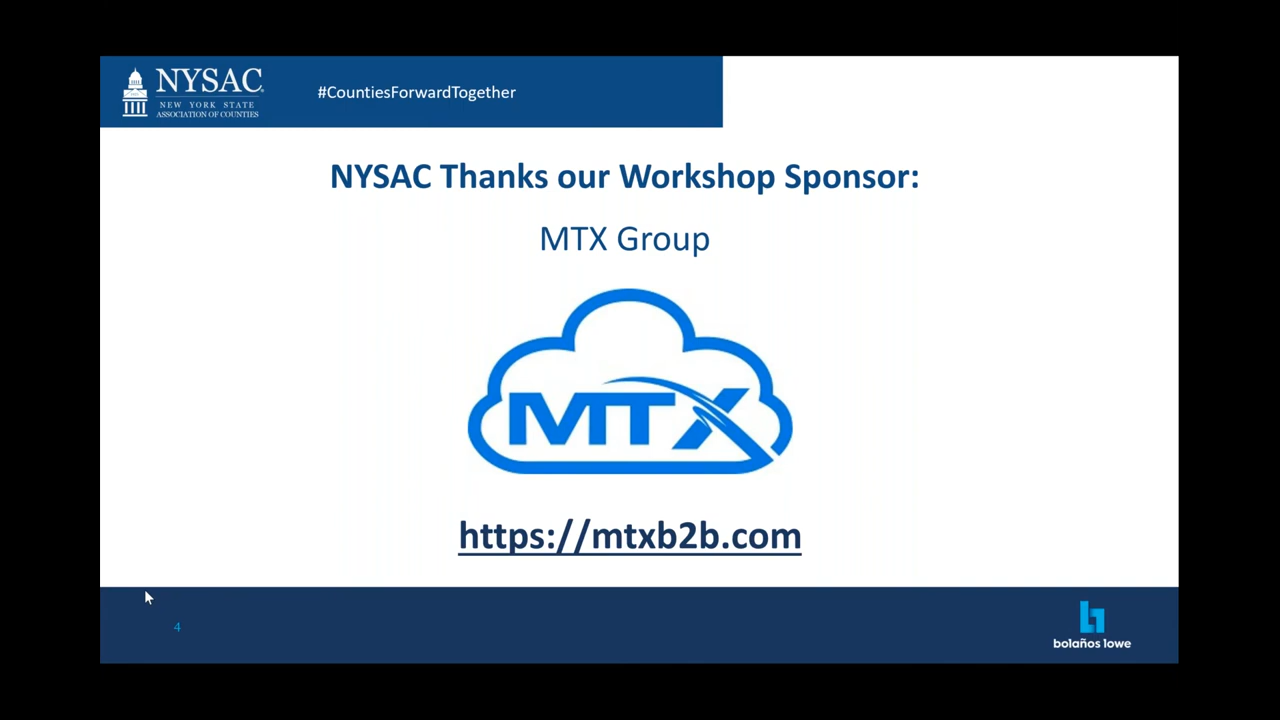 NYSAC
NEW YORK STATE
ASSOCIATION OF COUNTIES
#CountiesForwardTogether
NYSAC Thanks our Workshop Sponsor:
MTX Group
MTX
https://mtxb2b.com
4
bolaños lowe